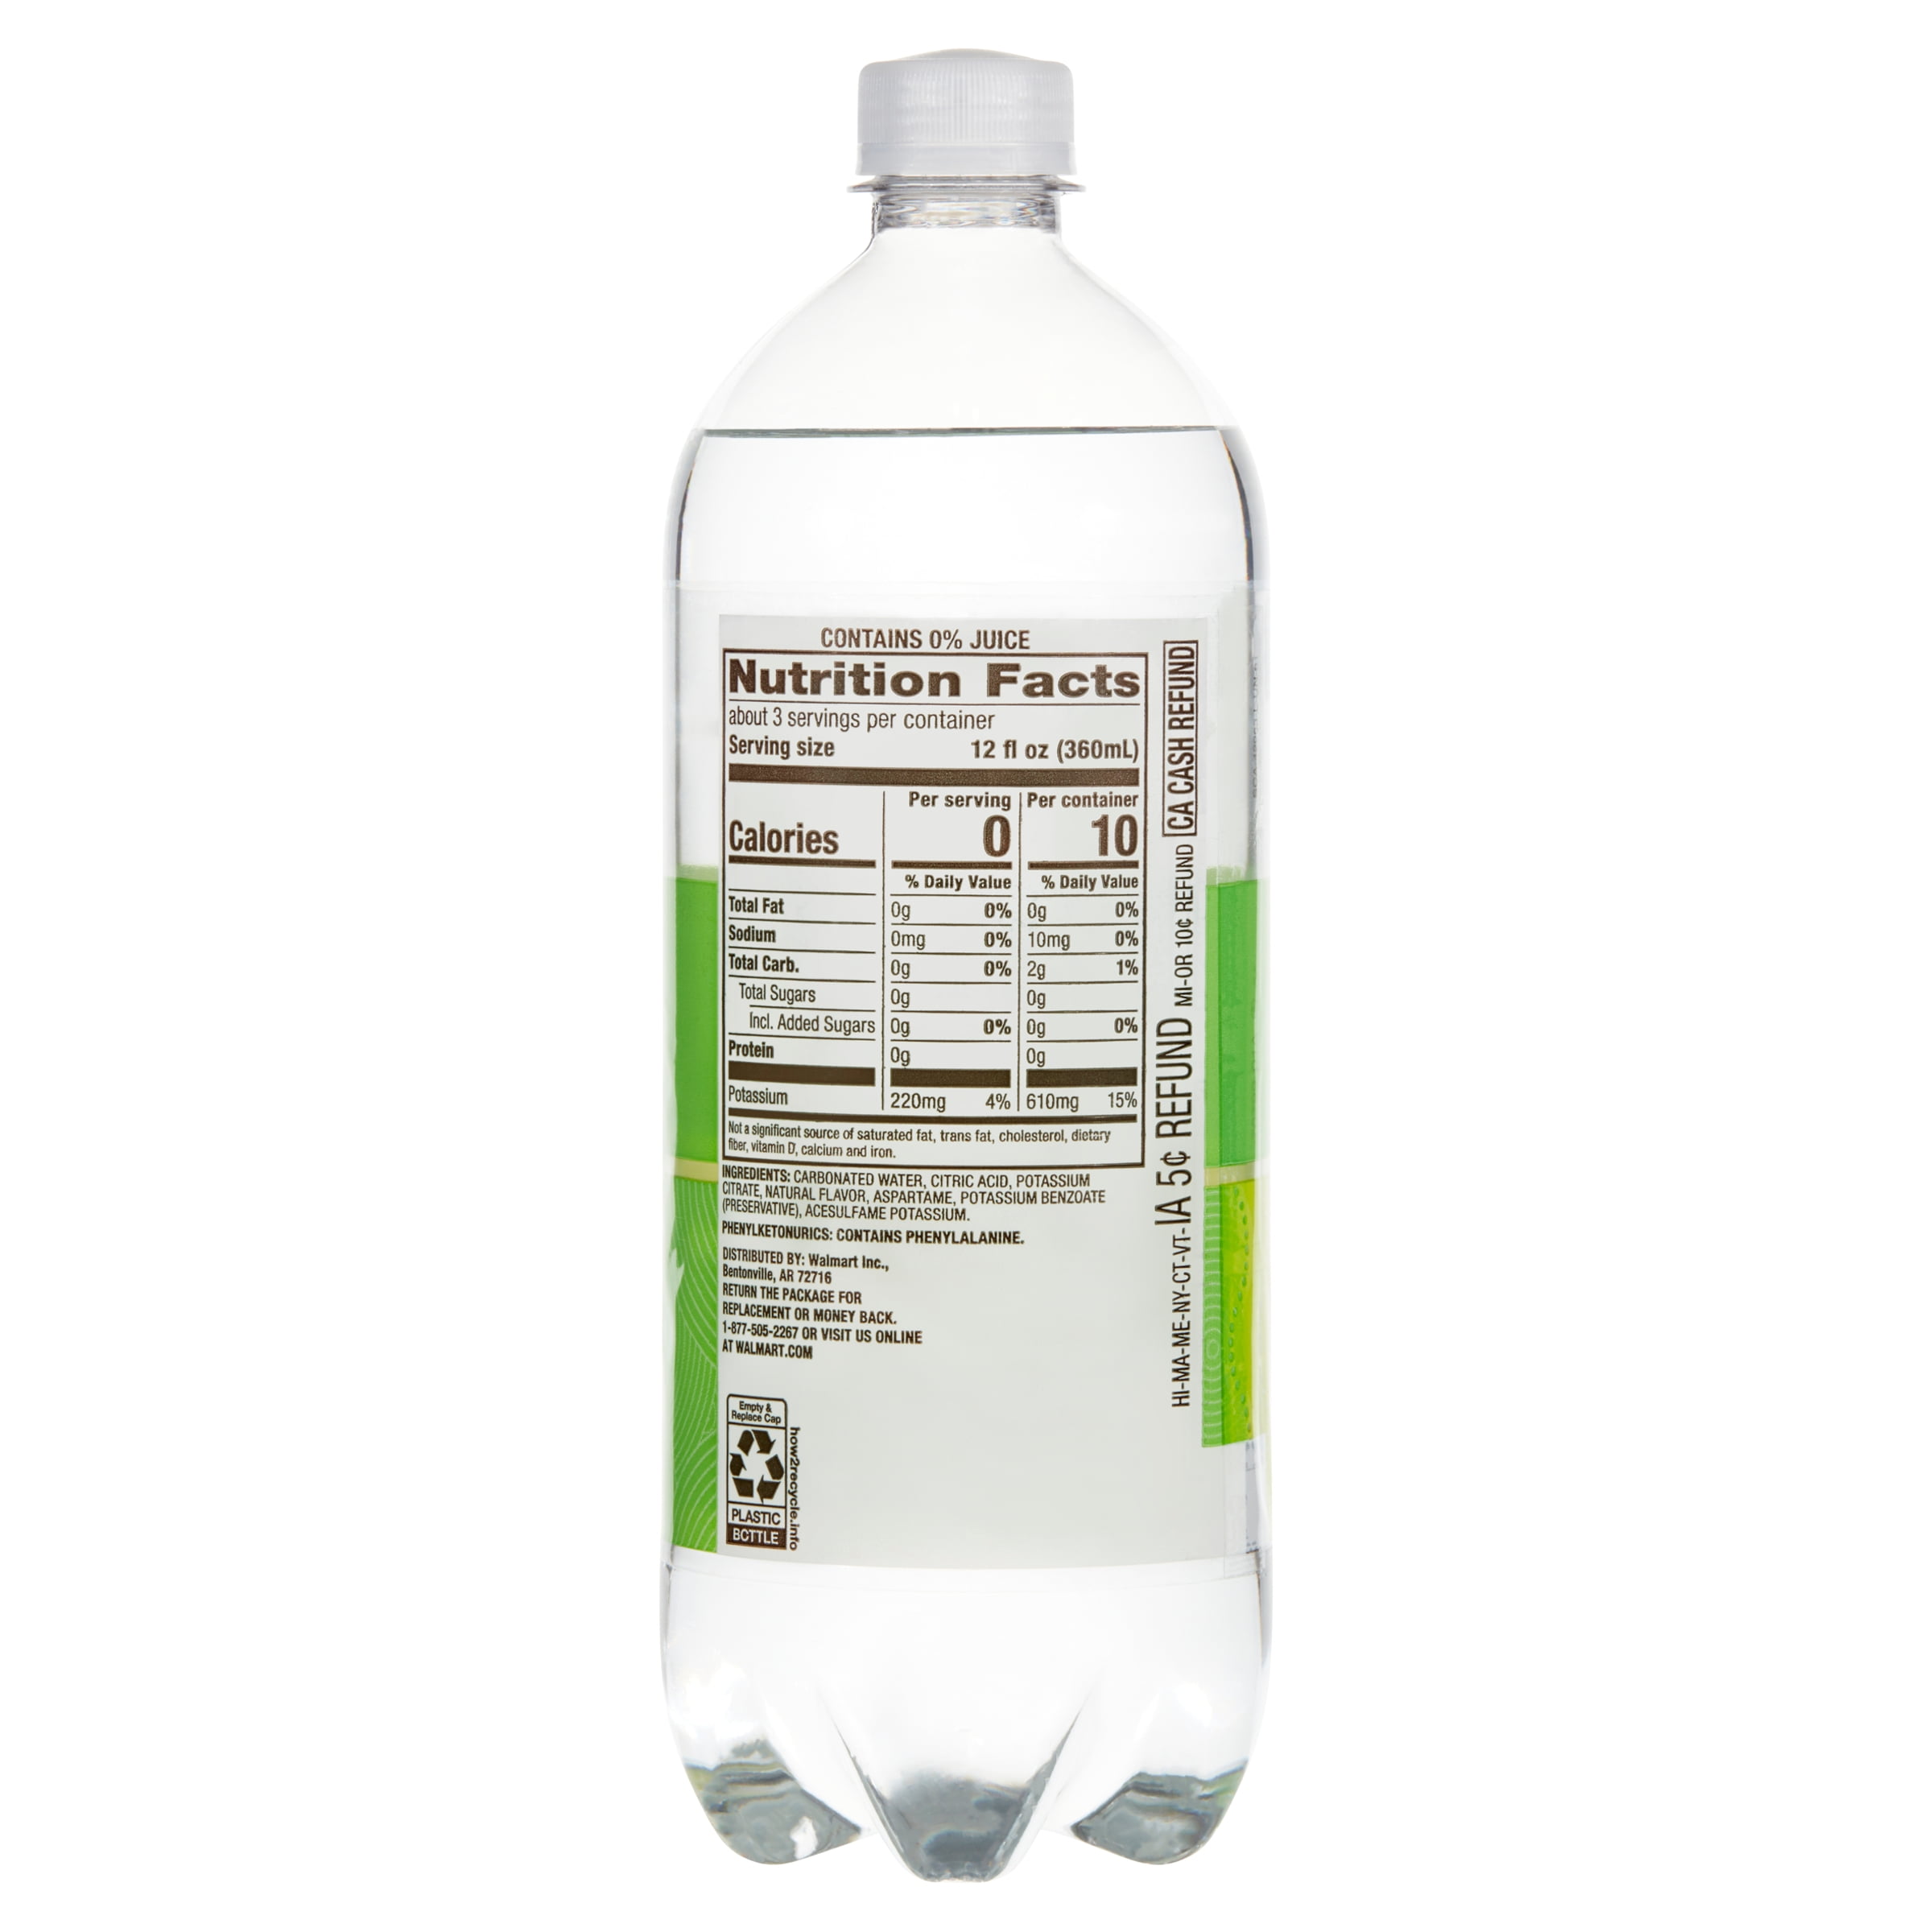 CONTAINS 0% JUICE
Nutrition Facts
about 3 servings per container
Serving size 12 fl oz (360mL)
Per serving Per container
Calories 0 10
% Daily Value % Daily Value
Total Fat 0g 0% 0g 0%
Sodium 0mg 0% 10mg 0%
Total Carb. 0g 0% 2g 1%
Total Sugars 0g 0g
Incl. Added Sugars 0g 0% 0g 0%
Protein 0g 0g
Potassium 220mg 4% 610mg 15%
Not a significant source of saturated fat, trans fat, cholesterol, dietary
fiber, vitamin D, calcium and iron.
INGREDIENTS: CARBONATED WATER, CITRIC ACID, POTASSIUM
CITRATE, NATURAL FLAVOR, ASPARTAME, POTASSIUM BENZOATE
(PRESERVATIVE), ACESULFAME POTASSIUM.
PHENYLKETONURICS: CONTAINS PHENYLALANINE.
DISTRIBUTED BY: Walmart Inc.,
Bentonville, AR 72716
RETURN THE PACKAGE FOR
REPLACEMENT OR MONEY BACK.
1-877-505-2267 OR VISIT US ONLINE
AT WALMART.COM
Empty &
Replace Cap
PLASTIC
BOTTLE
how2recycle.info
HI-MA-ME-NY-CT-VT-IA 5¢ REFUND MI-OR 10¢ REFUND CA CASH REFUND